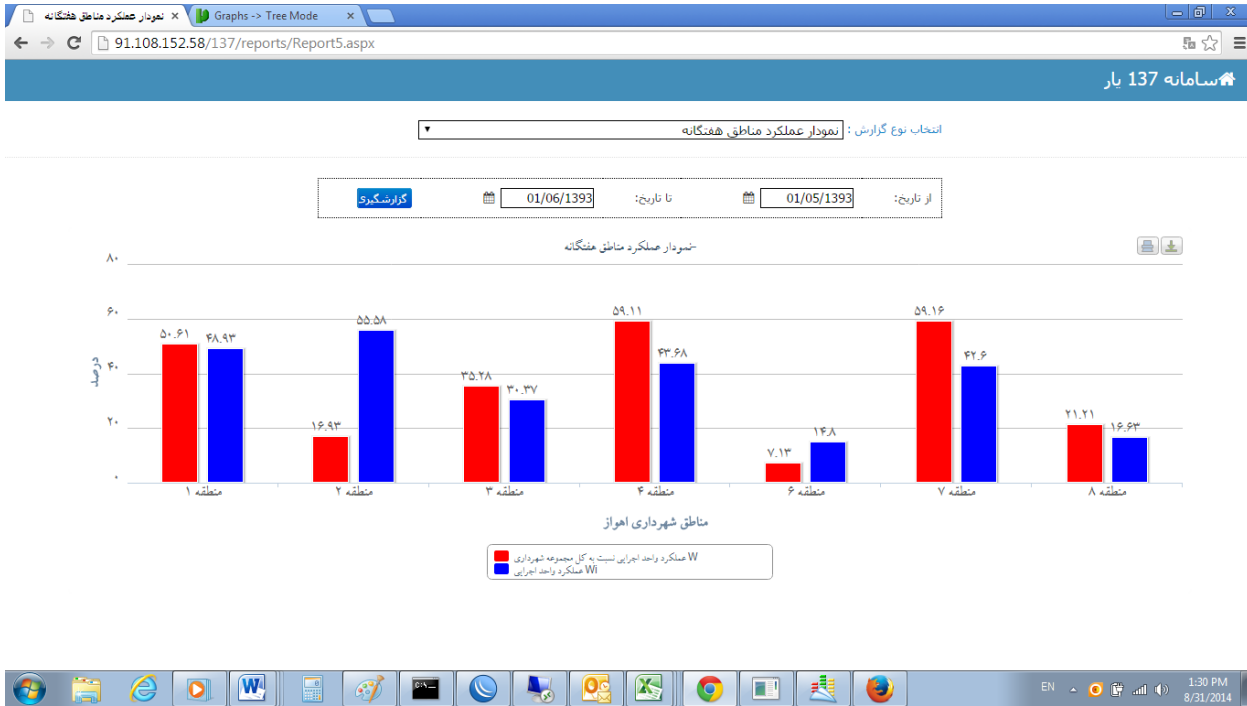 نمودار عملکرد مناطق هفتگانه
Graphs -> Tree Mode
91.108.152.58/137/reports/Report5.aspx
سامانه 137 یار
انتخاب نوع گزارش : نمودار عملکرد مناطق هفتگانه
از تاریخ: 01/05/1393 تا تاریخ: 01/06/1393 گزارشگیری
-نمودار عملکرد مناطق هفتگانه
۸۰
۶۰
۴۰
۲۰
۰
درصد
۵۰.۶۱ ۴۸.۹۳ ۱۶.۹۳ ۵۵.۵۸ ۳۵.۲۸ ۳۰.۳۷ ۵۹.۱۱ ۴۳.۶۸ ۷.۱۳ ۱۴.۸ ۵۹.۱۶ ۴۲.۶ ۲۱.۲۱ ۱۶.۶۳
منطقه ۱ منطقه ۲ منطقه ۳ منطقه ۴ منطقه ۶ منطقه ۷ منطقه ۸
مناطق شهرداری اهواز
W عملکرد واحد اجرایی نسبت به کل مجموعه شهرداری
Wi عملکرد واحد اجرایی
C:\_
EN
1:30 PM
8/31/2014